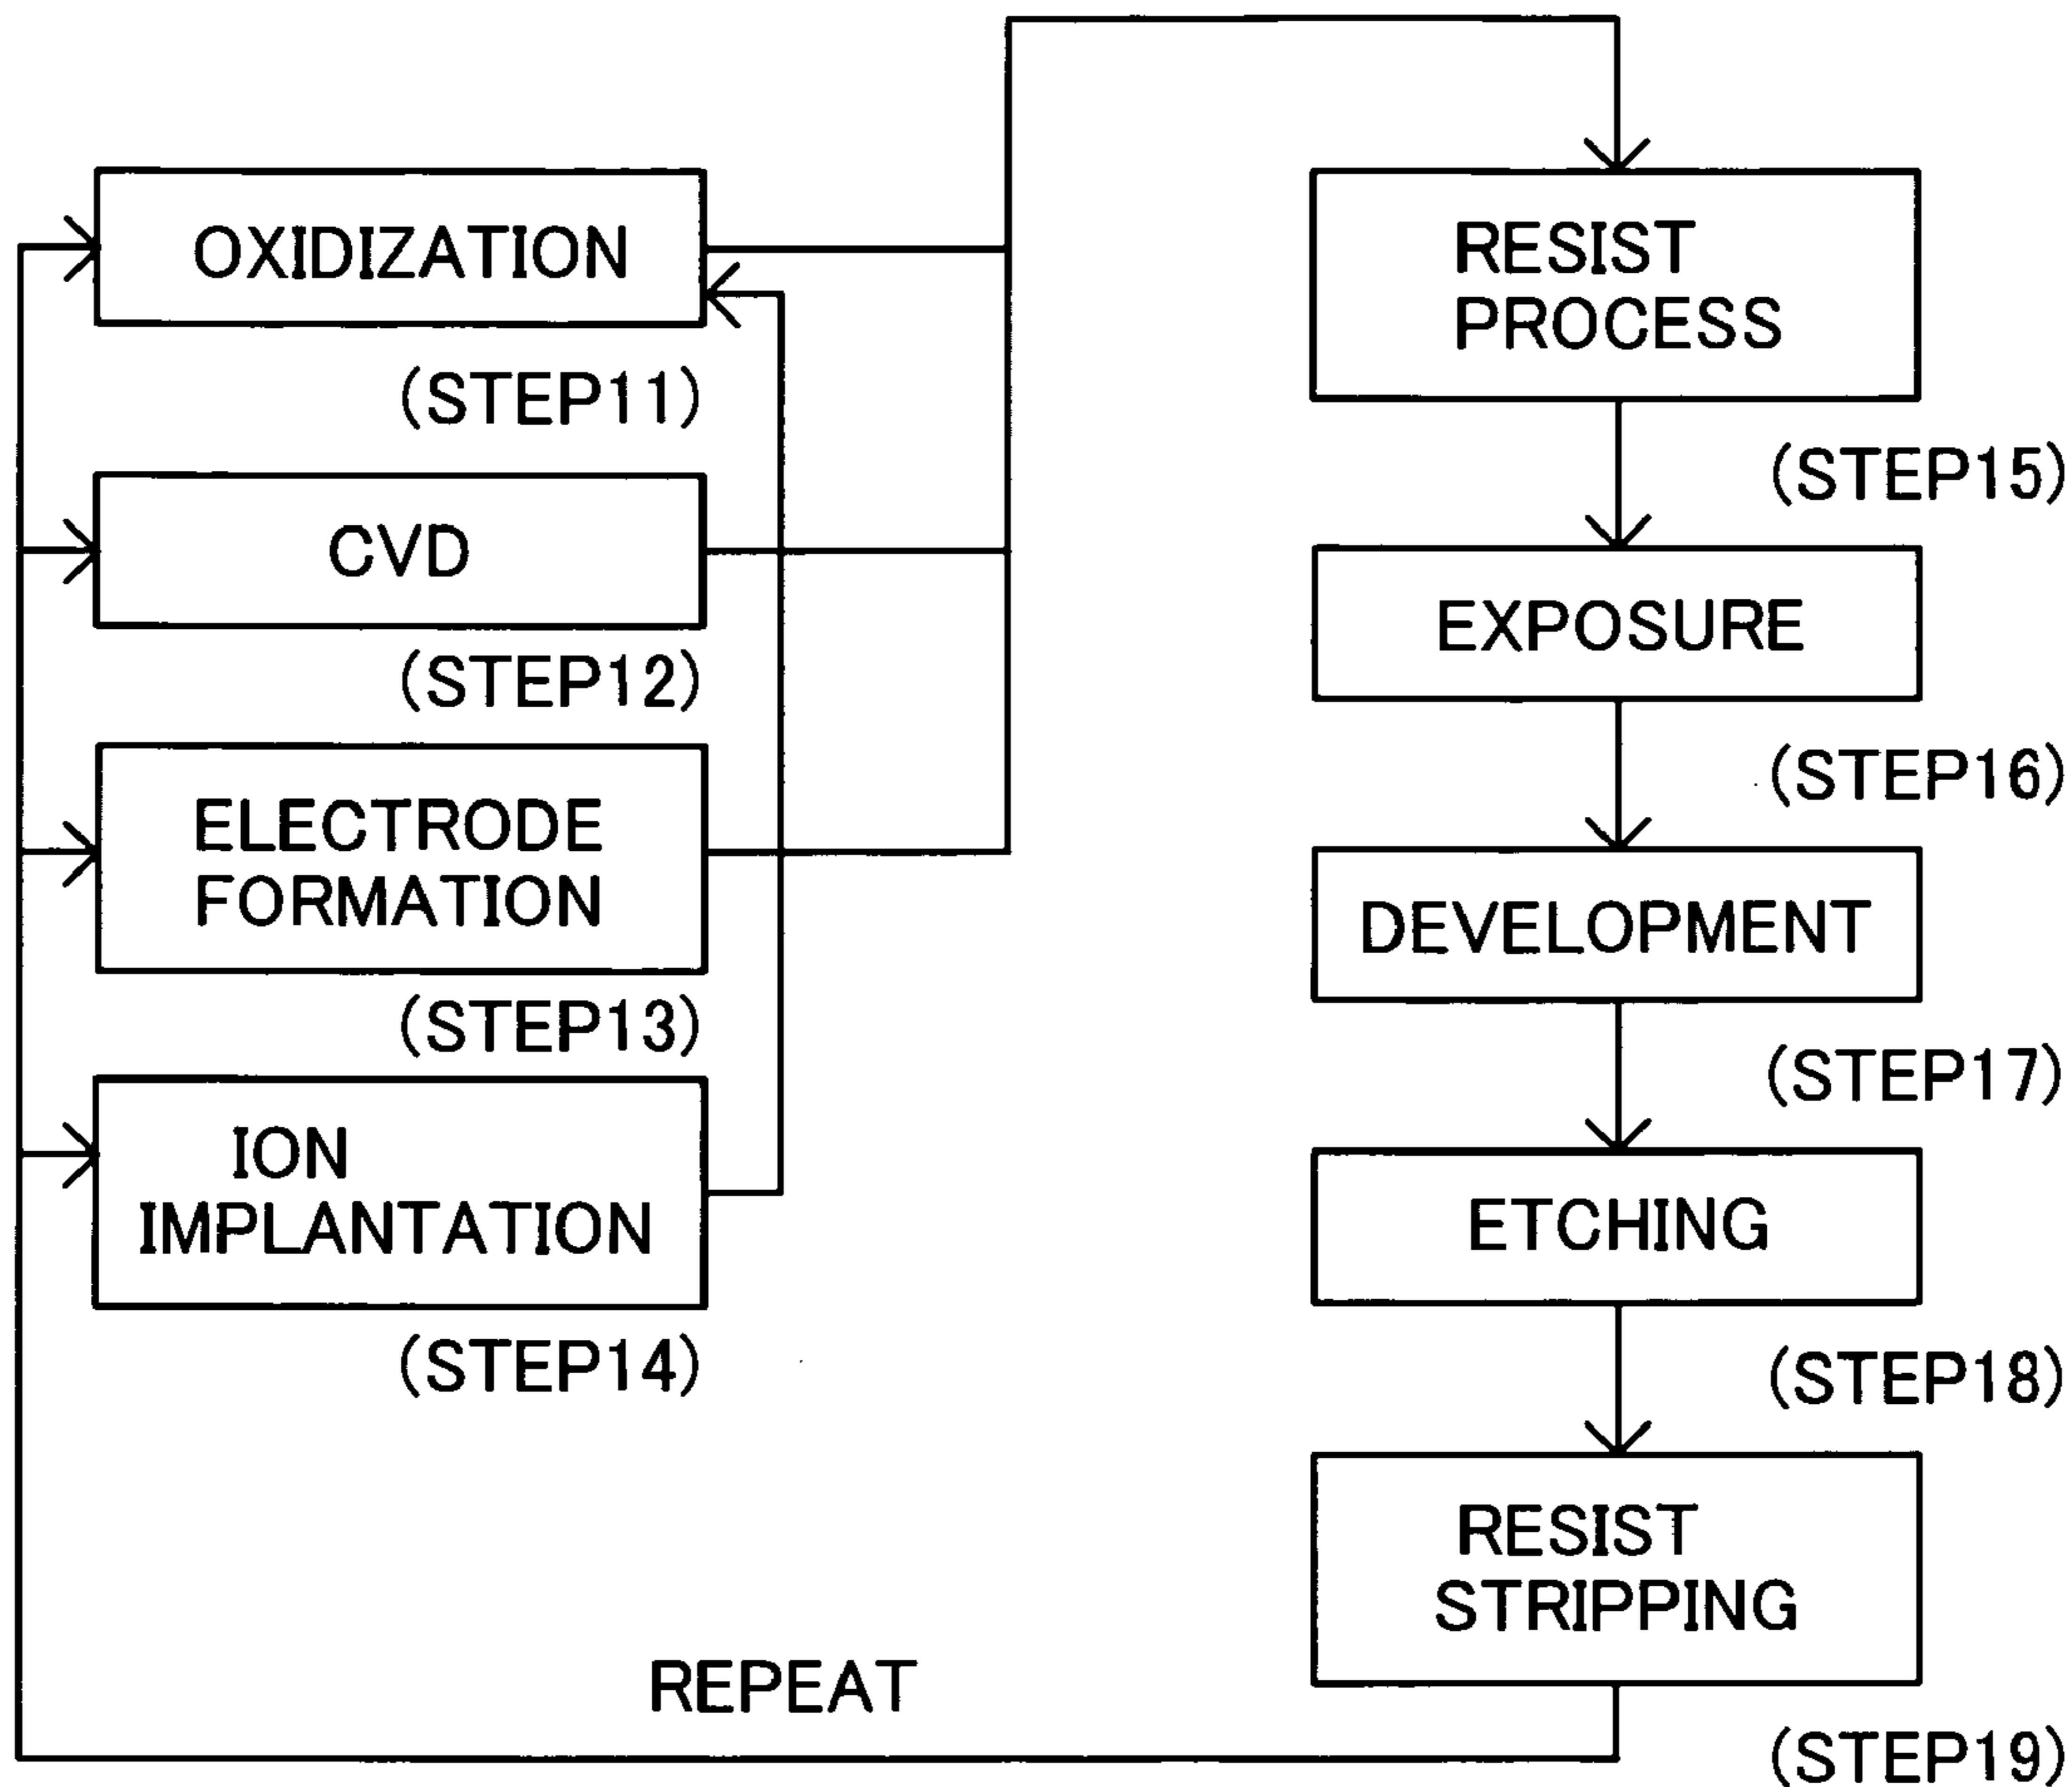 OXIDIZATION
(STEP11)
CVD
(STEP12)
ELECTRODE
FORMATION
(STEP13)
ION
IMPLANTATION
(STEP14)
RESIST
PROCESS
(STEP15)
EXPOSURE
(STEP16)
DEVELOPMENT
(STEP17)
ETCHING
(STEP18)
RESIST
STRIPPING
(STEP19)
REPEAT